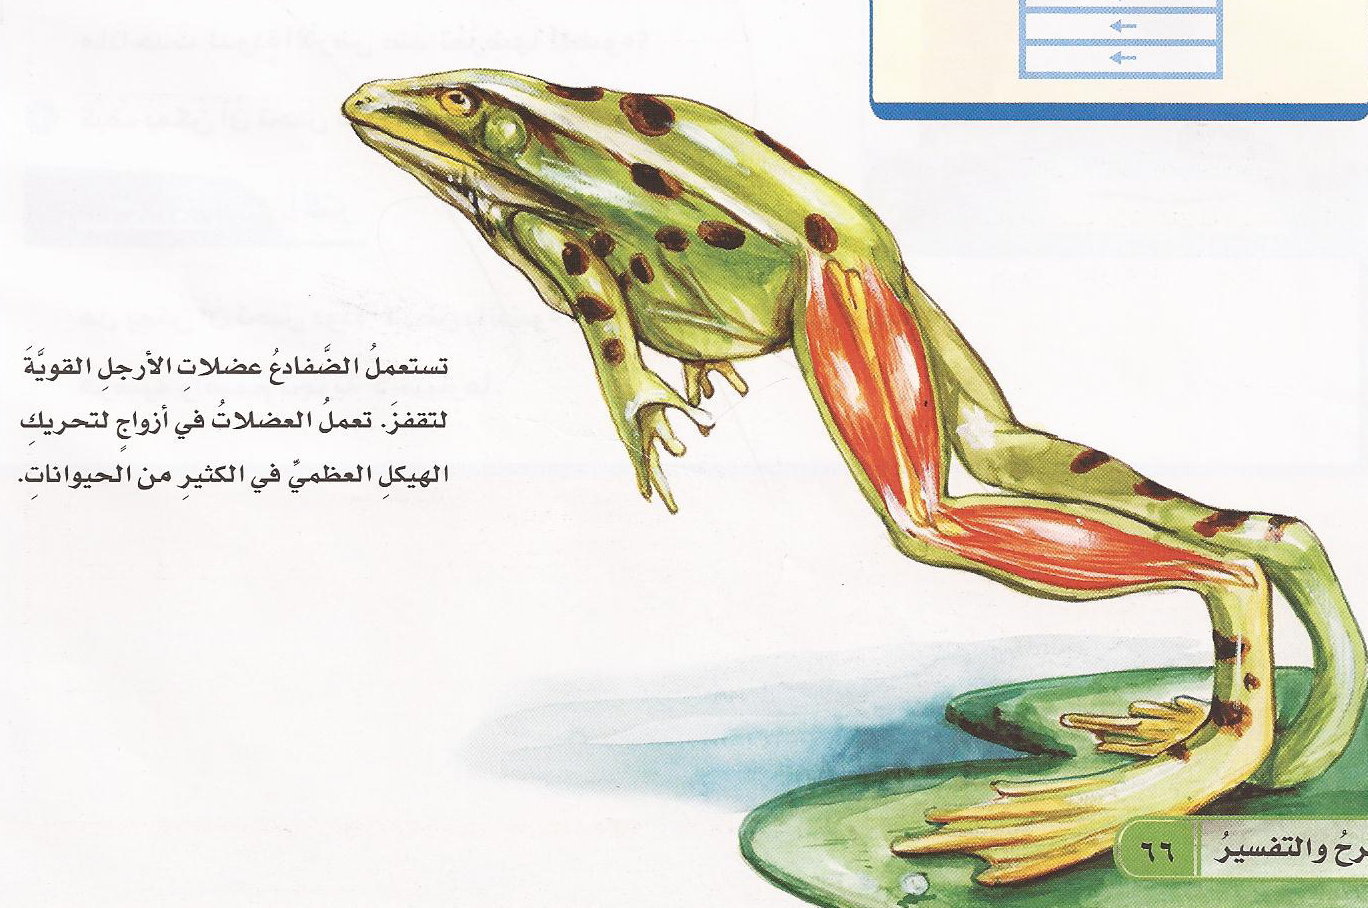 تستعملُ الضَّفادعُ عضلاتِ الأرجلِ القويَّةَ
لتقفزَ. تعملُ العضلاتُ في أزواجٍ لتحريكِ
الهيكلِ العظميِّ في الكثيرِ من الحيواناتِ.
والتفسيرُ
٦٦